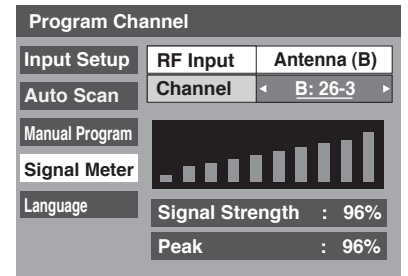 Program Channel
Input Setup
Auto Scan
Manual Program
Signal Meter
Language
RF Input Antenna (B)
Channel B: 26-3
Signal Strength : 96%
Peak : 96%